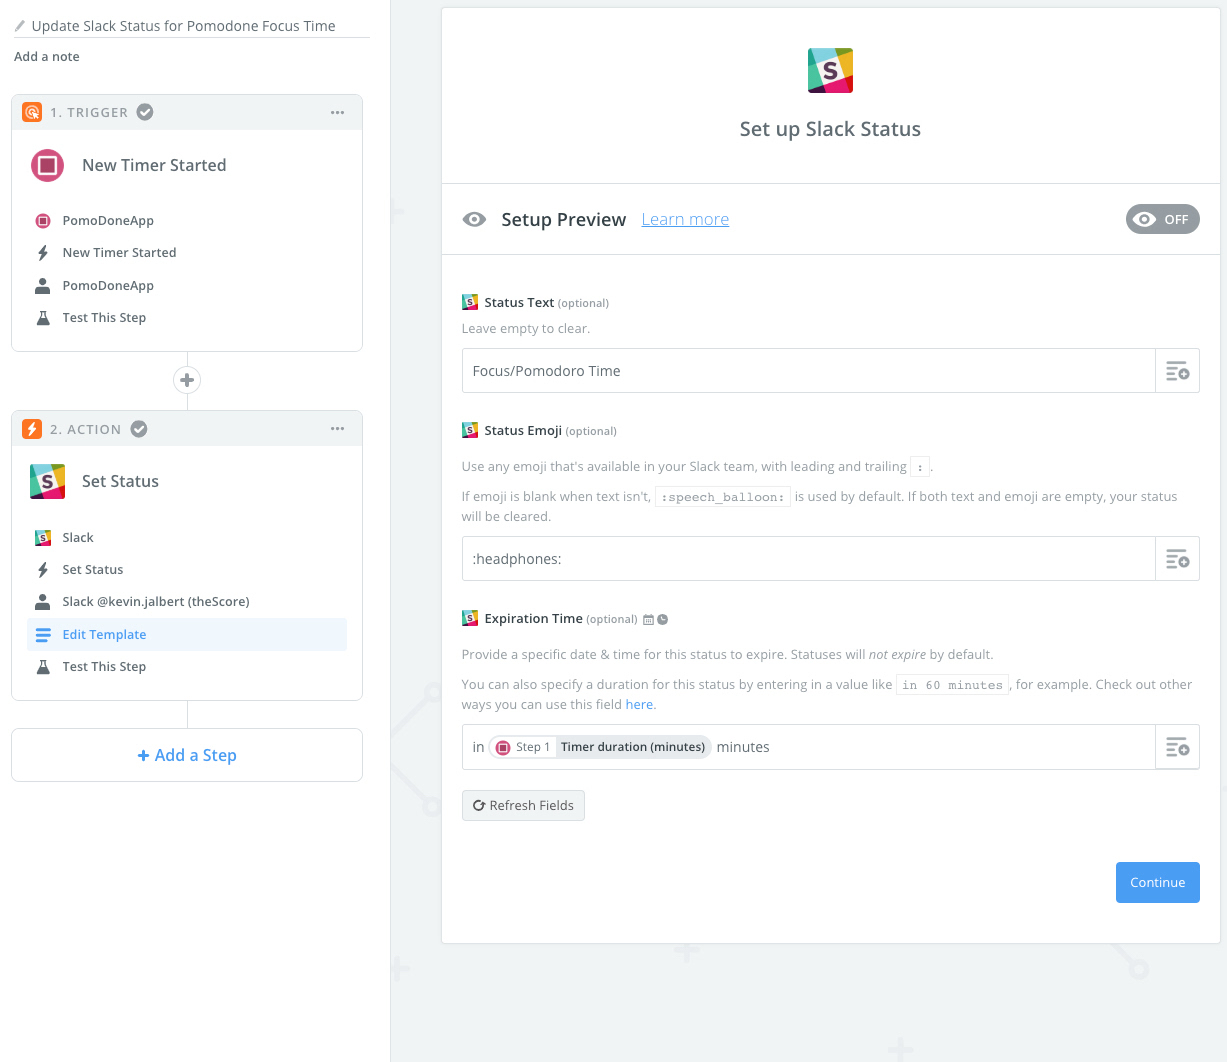 Update Slack Status for Pomodone Focus Time
Add a note
1. TRIGGER
New Timer Started
PomoDoneApp
New Timer Started
PomoDoneApp
Test This Step
2. ACTION
S
Set Status
S Slack
Set Status
Slack @kevin.jalbert (theScore)
Edit Template
Test This Step
+ Add a Step
S
Set up Slack Status
Setup Preview Learn more
OFF
S Status Text (optional)
Leave empty to clear.
Focus/Pomodoro Time
S Status Emoji (optional)
Use any emoji that's available in your Slack team, with leading and trailing : .
If emoji is blank when text isn't, :speech_balloon: is used by default. If both text and emoji are empty, your status
will be cleared.
:headphones:
S Expiration Time (optional)
Provide a specific date & time for this status to expire. Statuses will not expire by default.
You can also specify a duration for this status by entering in a value like in 60 minutes , for example. Check out other
ways you can use this field here.
in Step 1 Timer duration (minutes) minutes
Refresh Fields
Continue